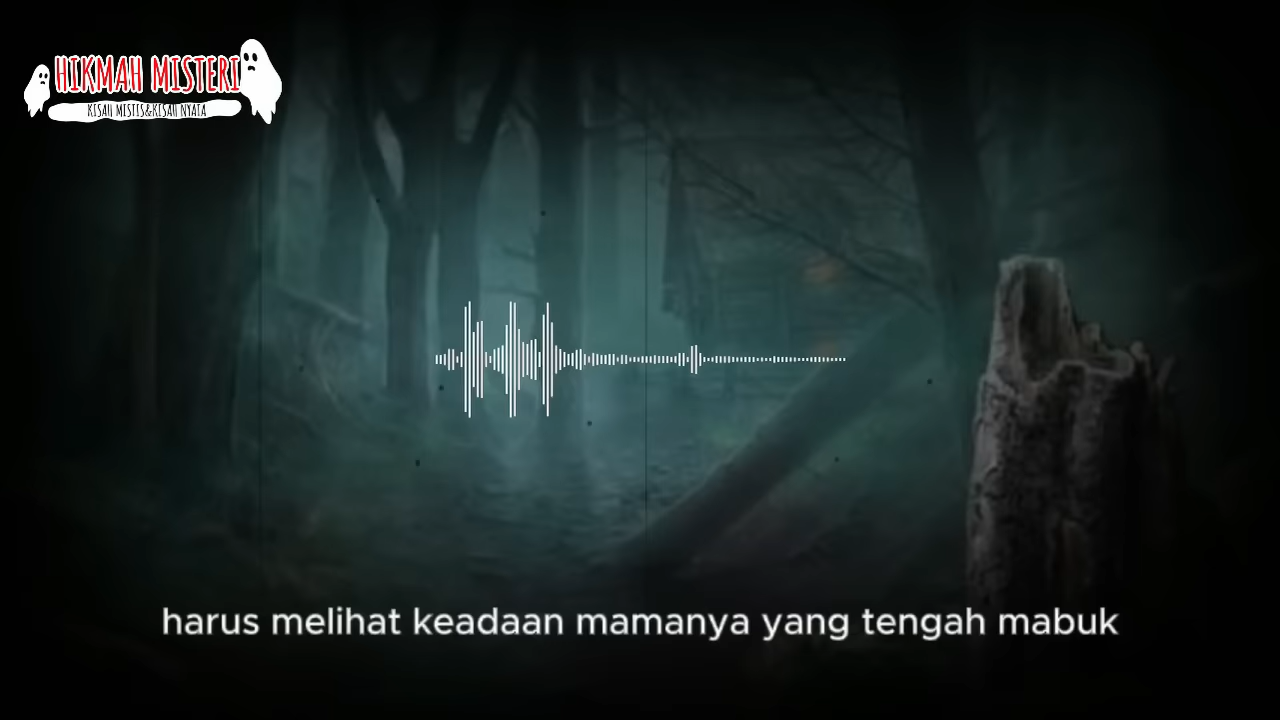 HIKMAH MISTERI
KISAH MISTIS&KISAH NYATA
harus melihat keadaan mamanya yang tengah mabuk